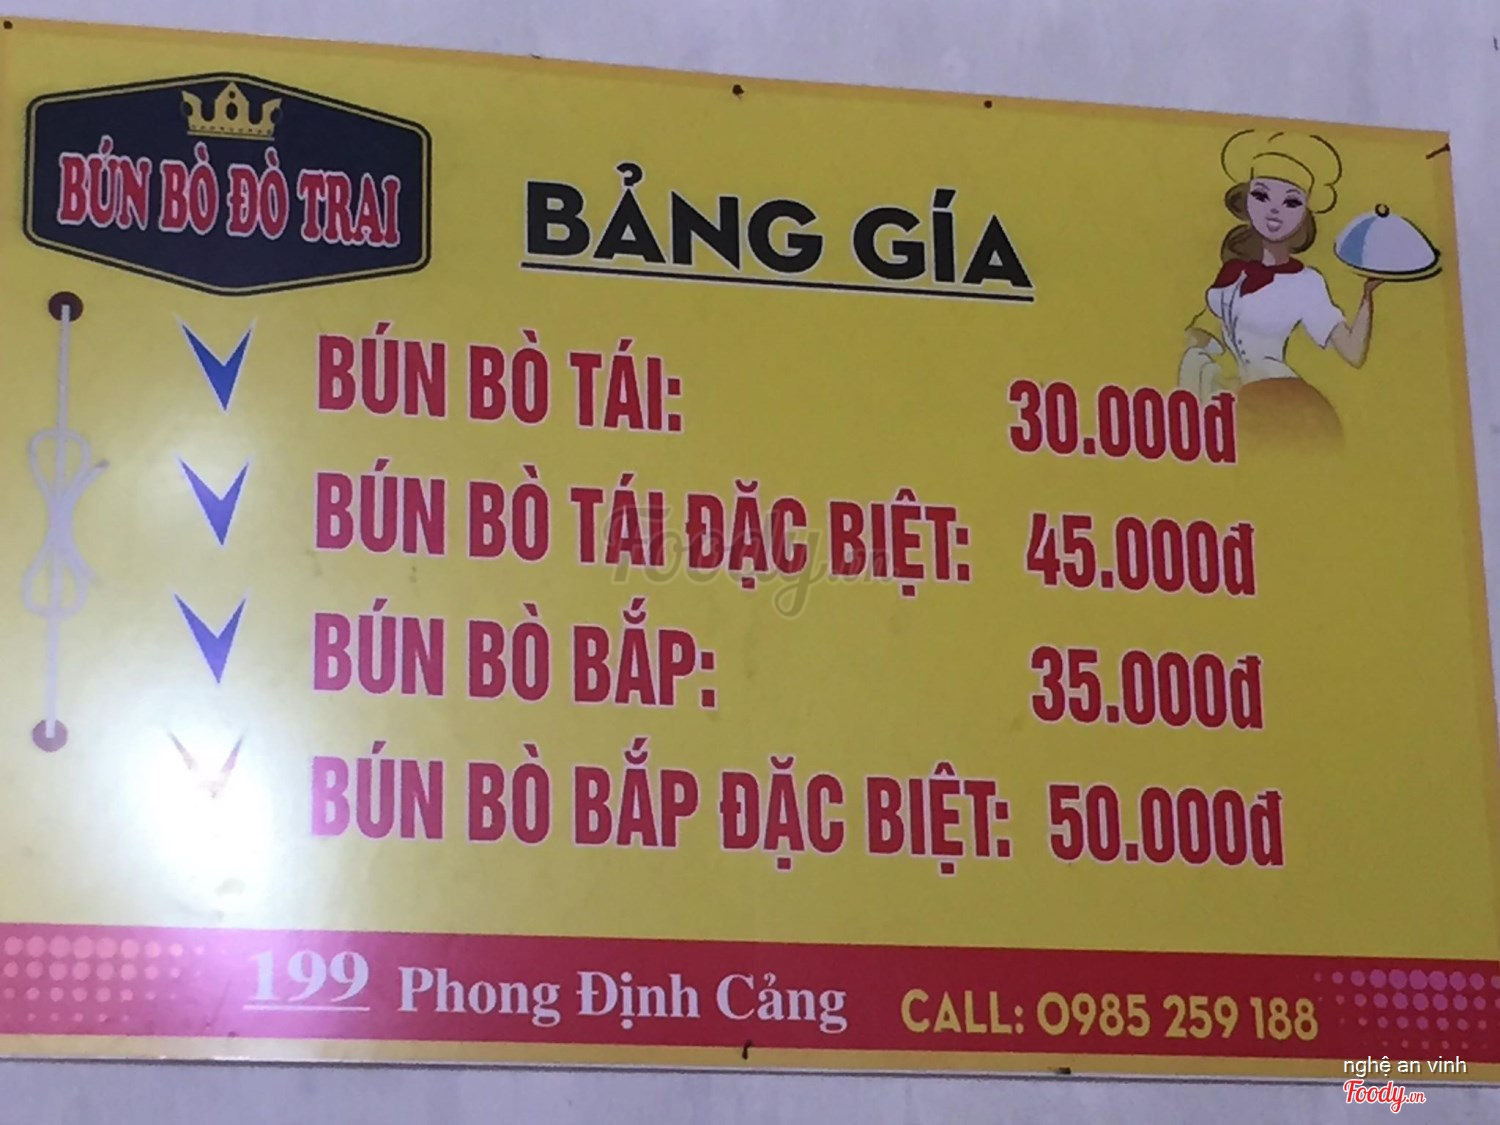 BÚN BÒ ĐÒ TRAI
BẢNG GÍA
BÚN BÒ TÁI: 30.000đ
BÚN BÒ TÁI ĐẶC BIỆT: 45.000đ
BÚN BÒ BẮP: 35.000đ
BÚN BÒ BẮP ĐẶC BIỆT: 50.000đ
Foody.vn
199 Phong Định Cảng CALL: 0985 259 188
nghệ an vinh
Foody.vn